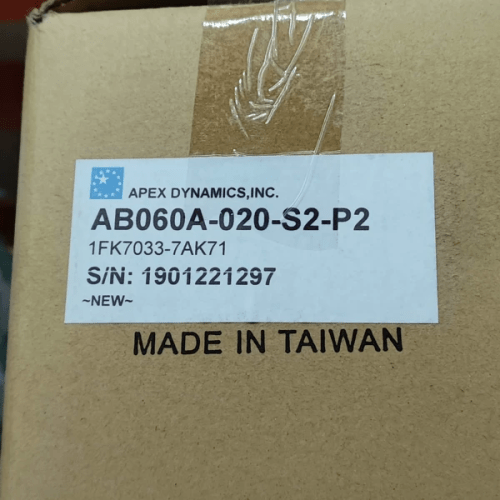 APEX DYNAMICS,INC.
AB060A-020-S2-P2
1FK7033-7AK71
S/N: 1901221297
~NEW~
MADE IN TAIWAN